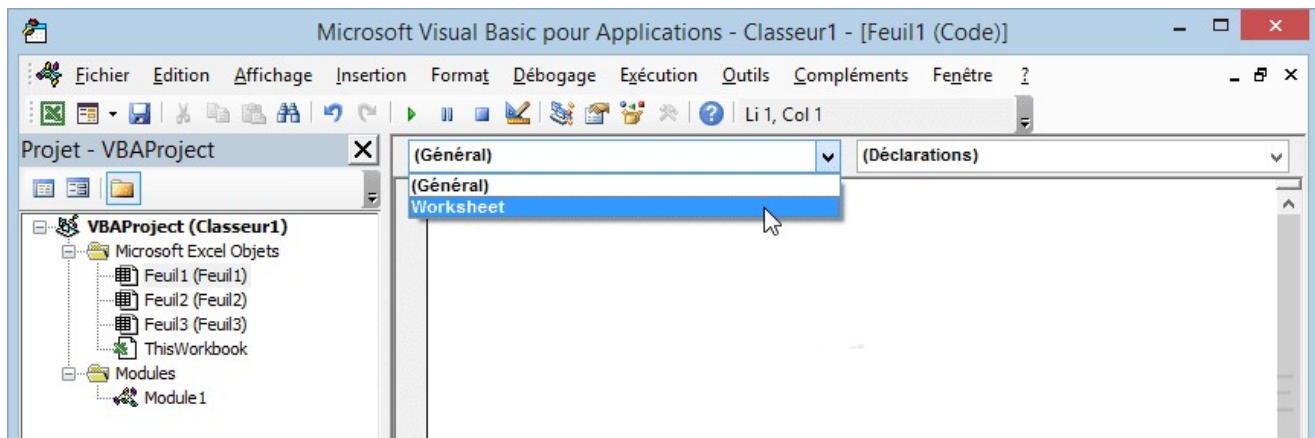 Microsoft Visual Basic pour Applications - Classeur1 - [Feuil1 (Code)]
Fichier Edition Affichage Insertion Format Débogage Exécution Outils Compléments Fenêtre ?
Li 1, Col 1
Projet - VBAProject
(Général) (Déclarations)
(Général)
Worksheet
VBAProject (Classeur1)
Microsoft Excel Objets
Feuil1 (Feuil1)
Feuil2 (Feuil2)
Feuil3 (Feuil3)
ThisWorkbook
Modules
Module1